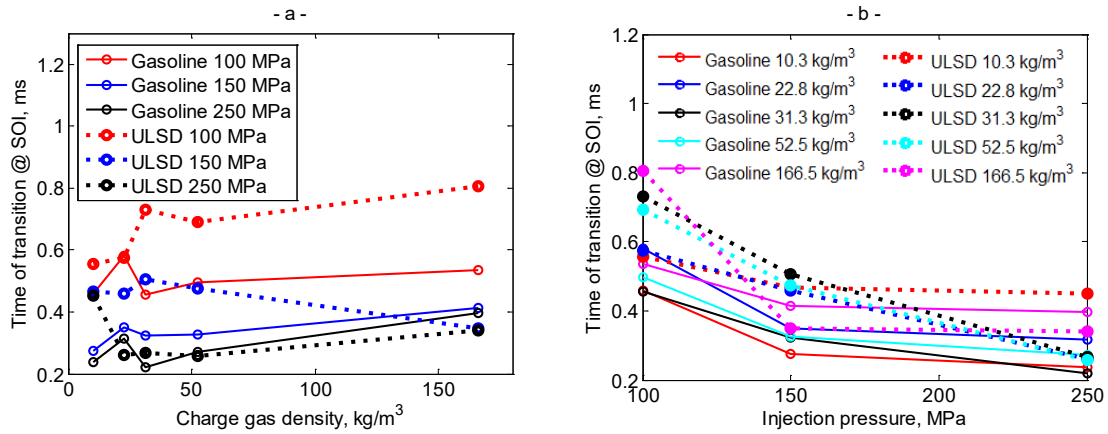 - a -
Time of transition @ SOI, ms
1.2
1
0.8
0.6
0.4
0.2
0
50
100
150
Charge gas density, kg/m³
Gasoline 100 MPa
Gasoline 150 MPa
Gasoline 250 MPa
ULSD 100 MPa
ULSD 150 MPa
ULSD 250 MPa
- b -
Time of transition @ SOI, ms
1.2
1
0.8
0.6
0.4
0.2
100
150
200
250
Injection pressure, MPa
Gasoline 10.3 kg/m³
Gasoline 22.8 kg/m³
Gasoline 31.3 kg/m³
Gasoline 52.5 kg/m³
Gasoline 166.5 kg/m³
ULSD 10.3 kg/m³
ULSD 22.8 kg/m³
ULSD 31.3 kg/m³
ULSD 52.5 kg/m³
ULSD 166.5 kg/m³